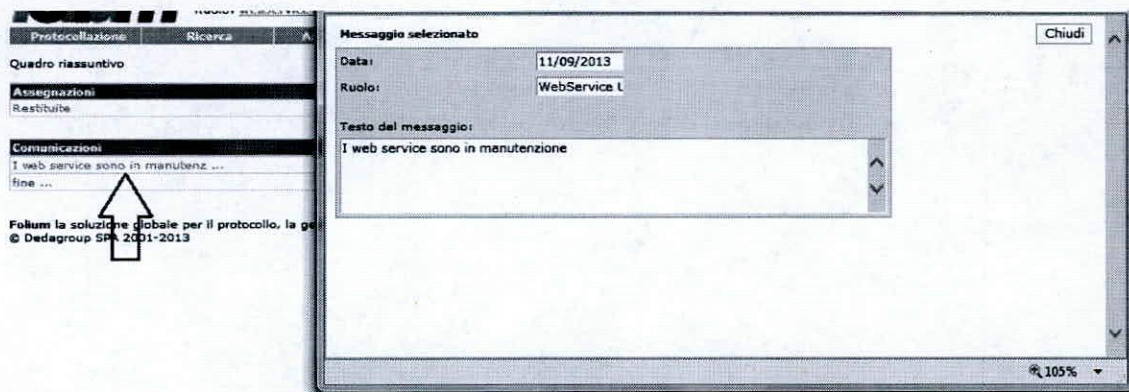 Protocollazione Ricerca
Quadro riassuntivo
Assegnazioni
Restituite
Comunicazioni
I web service sono in manutenz ...
fine ...
Folium la soluzione globale per il protocollo, la ge
© Dedagroup SPA 2001-2013
Messaggio selezionato
Chiudi
Data: 11/09/2013
Ruolo: WebService U
Testo del messaggio:
I web service sono in manutenzione
105%